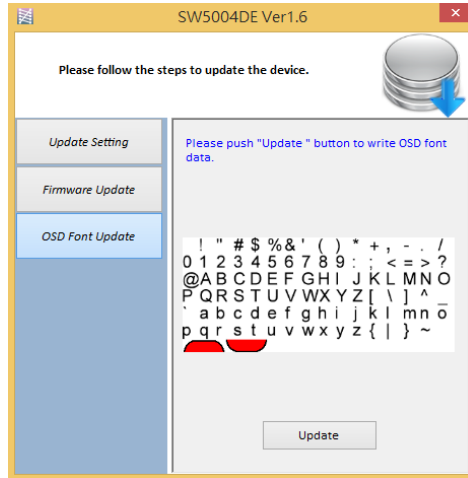 SW5004DE Ver1.6
Please follow the steps to update the device.
Update Setting
Firmware Update
OSD Font Update
Please push "Update " button to write OSD font
data.
! " # $ % & ' ( ) * + , - . /
0 1 2 3 4 5 6 7 8 9 : ; < = > ?
@ A B C D E F G H I J K L M N O
P Q R S T U V W X Y Z [ \ ] ^ _
` a b c d e f g h i j k l m n o
p q r s t u v w x y z { | } ~
Update